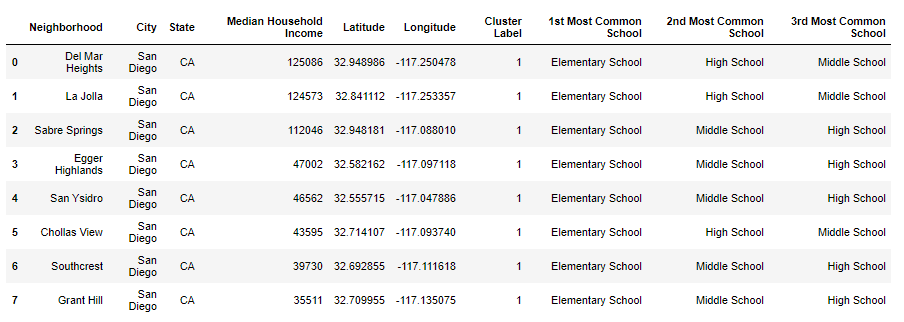 Neighborhood City State Median Household Income Latitude Longitude Cluster Label 1st Most Common School 2nd Most Common School 3rd Most Common School
0 Del Mar Heights San Diego CA 125086 32.948986 -117.250478 1 Elementary School High School Middle School
1 La Jolla San Diego CA 124573 32.841112 -117.253357 1 Elementary School High School Middle School
2 Sabre Springs San Diego CA 112046 32.948181 -117.088010 1 Elementary School Middle School High School
3 Egger Highlands San Diego CA 47002 32.582162 -117.097118 1 Elementary School Middle School High School
4 San Ysidro San Diego CA 46562 32.555715 -117.047886 1 Elementary School Middle School High School
5 Chollas View San Diego CA 43595 32.714107 -117.093740 1 Elementary School High School Middle School
6 Southcrest San Diego CA 39730 32.692855 -117.111618 1 Elementary School Middle School High School
7 Grant Hill San Diego CA 35511 32.709955 -117.135075 1 Elementary School Middle School High School